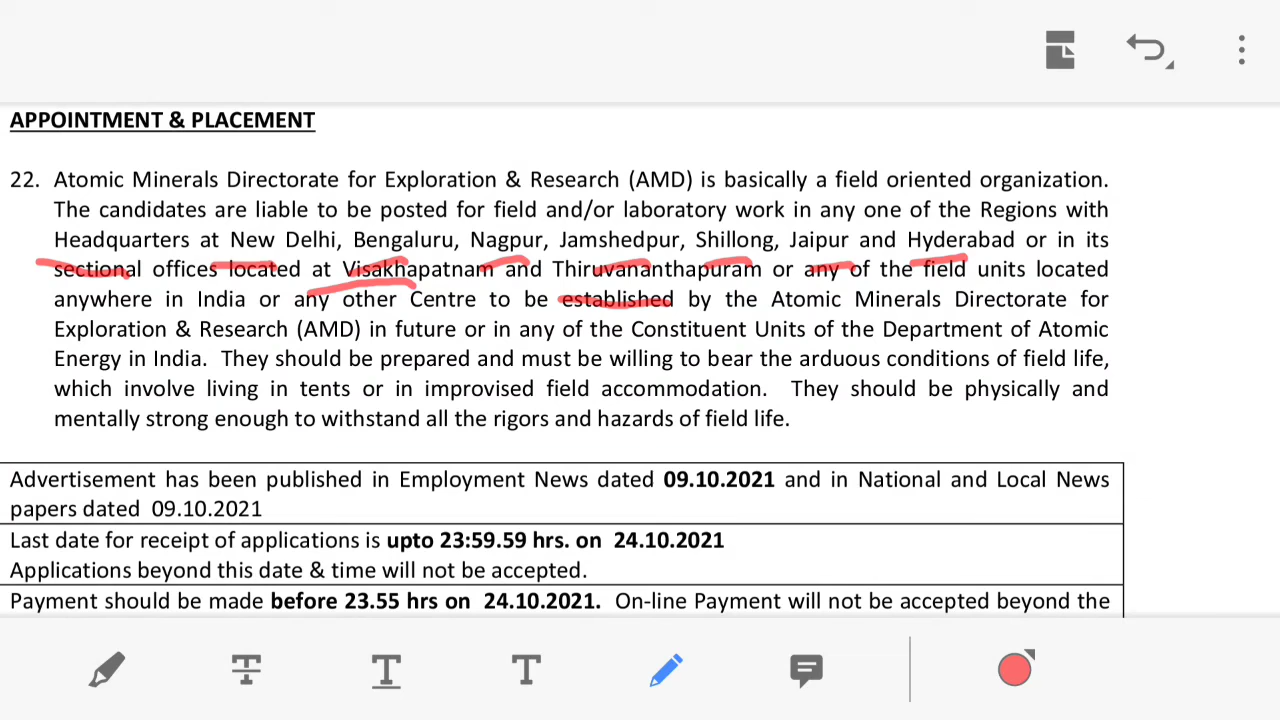 APPOINTMENT & PLACEMENT
22. Atomic Minerals Directorate for Exploration & Research (AMD) is basically a field oriented organization.
The candidates are liable to be posted for field and/or laboratory work in any one of the Regions with
Headquarters at New Delhi, Bengaluru, Nagpur, Jamshedpur, Shillong, Jaipur and Hyderabad or in its
sectional offices located at Visakhapatnam and Thiruvananthapuram or any of the field units located
anywhere in India or any other Centre to be established by the Atomic Minerals Directorate for
Exploration & Research (AMD) in future or in any of the Constituent Units of the Department of Atomic
Energy in India. They should be prepared and must be willing to bear the arduous conditions of field life,
which involve living in tents or in improvised field accommodation. They should be physically and
mentally strong enough to withstand all the rigors and hazards of field life.
Advertisement has been published in Employment News dated 09.10.2021 and in National and Local News
papers dated 09.10.2021
Last date for receipt of applications is upto 23:59.59 hrs. on 24.10.2021
Applications beyond this date & time will not be accepted.
Payment should be made before 23.55 hrs on 24.10.2021. On-line Payment will not be accepted beyond the